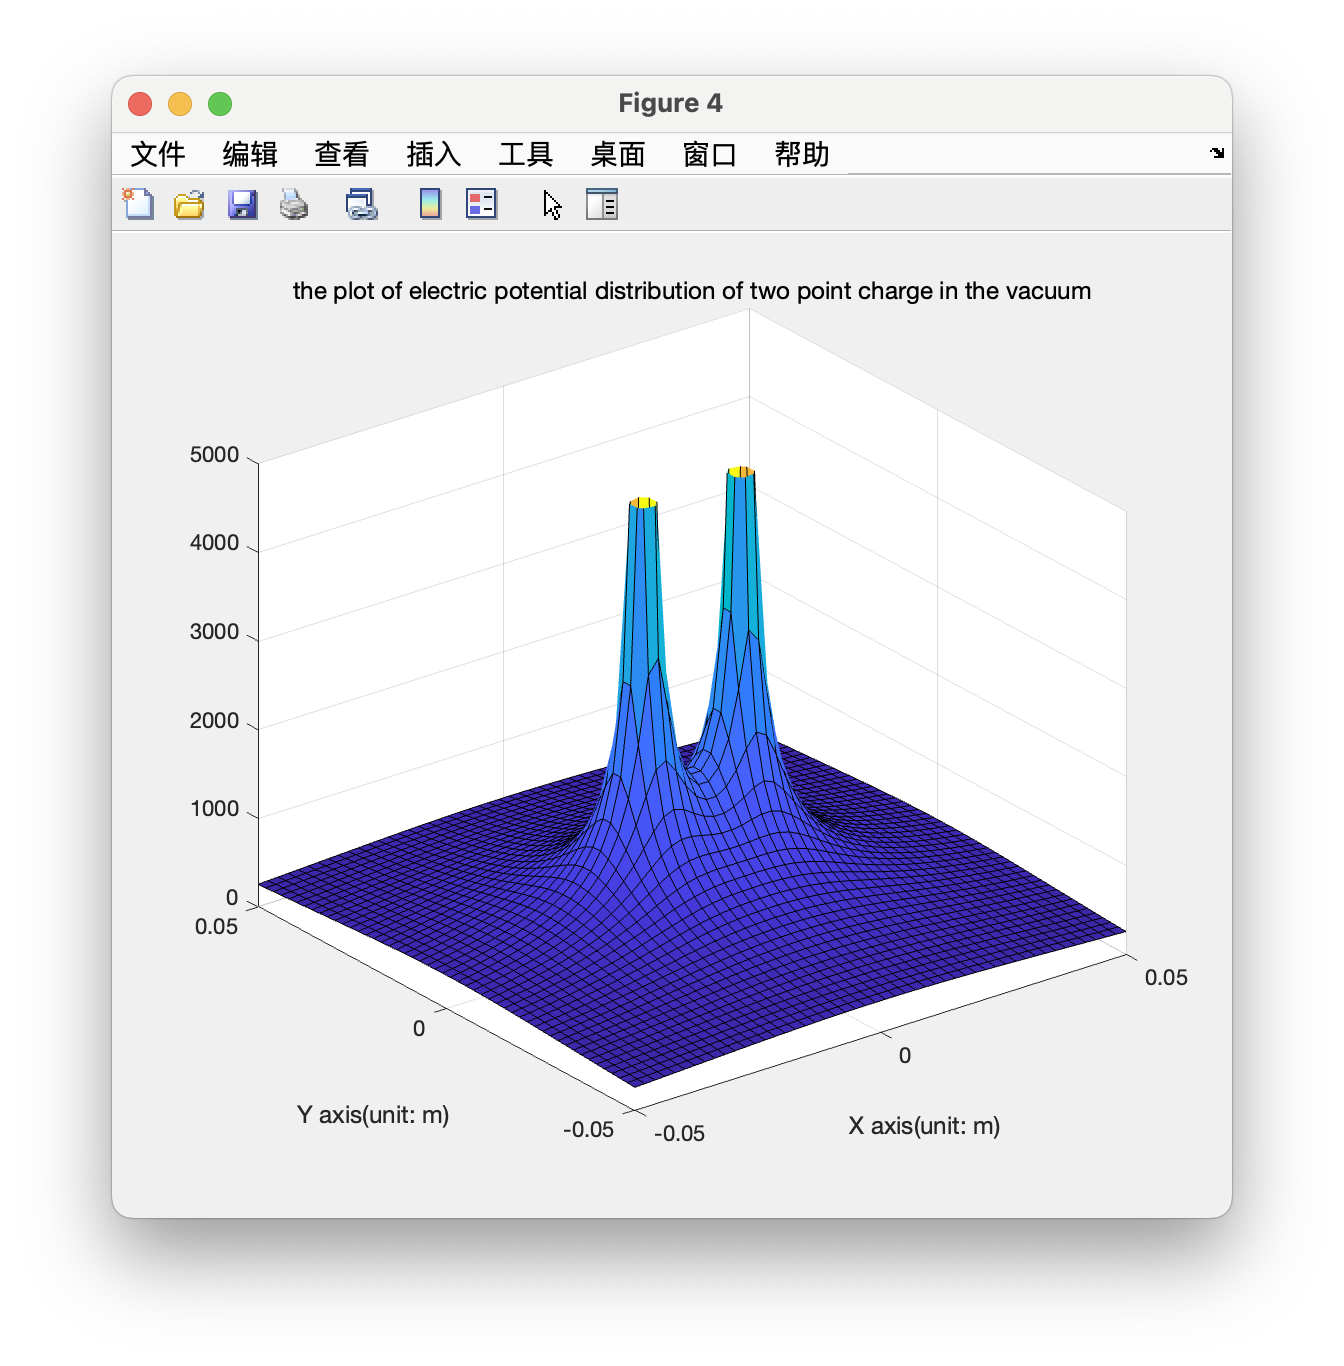 Figure 4
文件 编辑 查看 插入 工具 桌面 窗口 帮助
the plot of electric potential distribution of two point charge in the vacuum
5000
4000
3000
2000
1000
0
0.05
0
-0.05
Y axis(unit: m)
-0.05
0
0.05
X axis(unit: m)